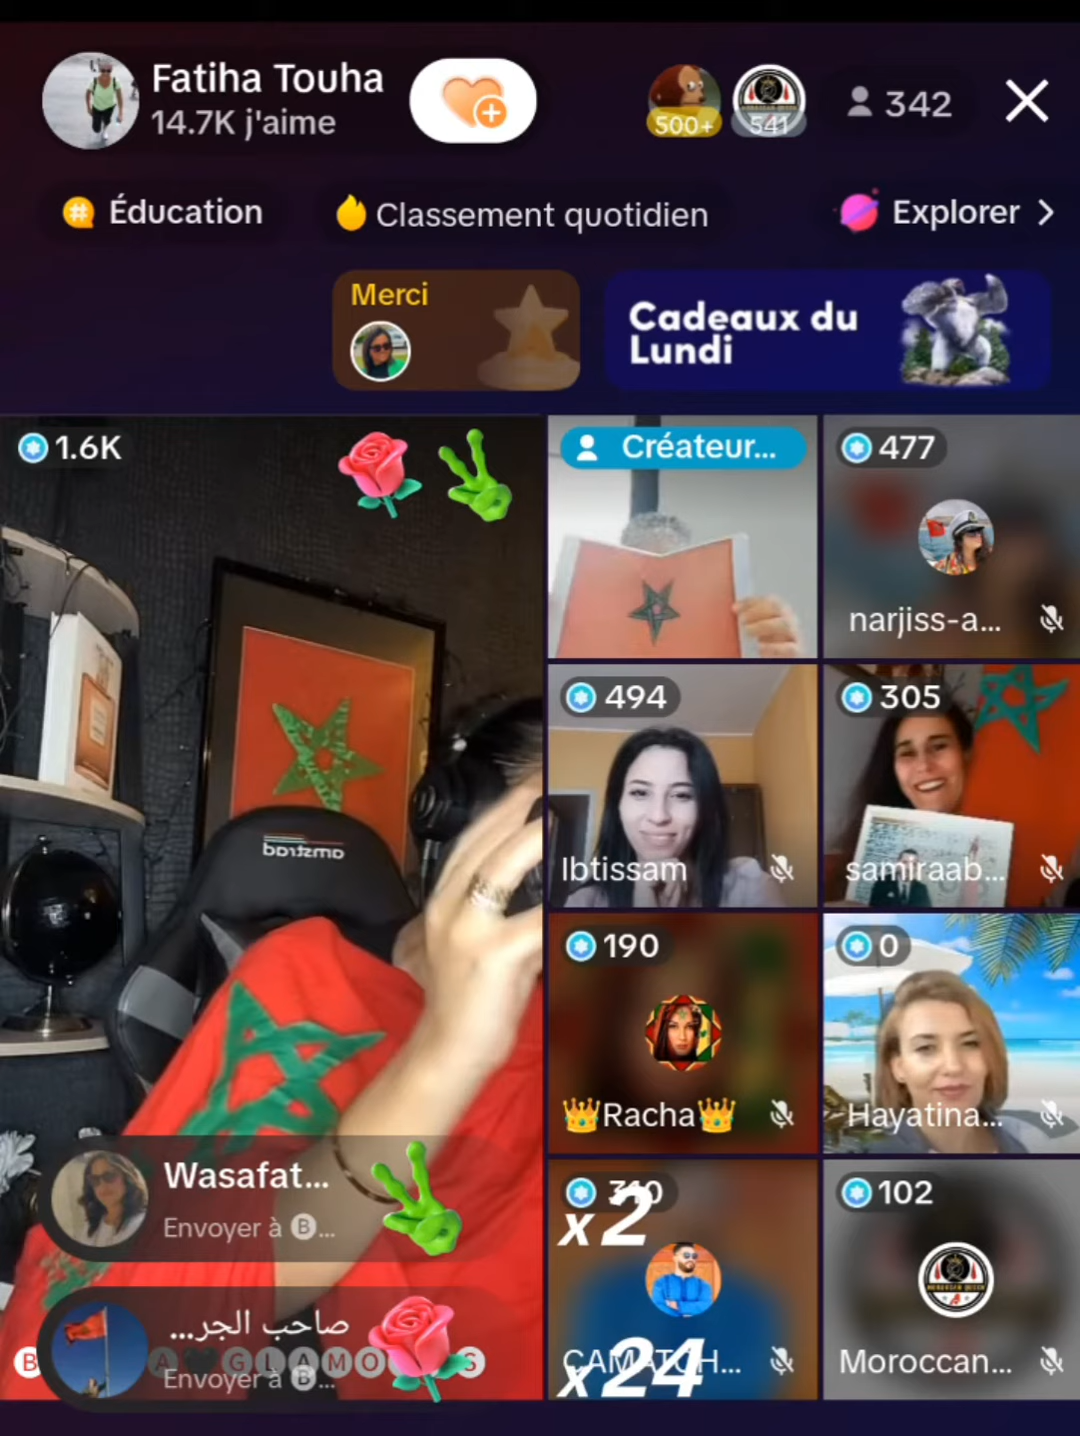 Fatiha Touha
14.7K j'aime
500+
541
342
Éducation
Classement quotidien
Explorer
Merci
Cadeaux du
Lundi
1.6K
Créateur...
477
narjiss-a...
494
305
amstrad
Ibtissam
samiraab...
190
0
👑Racha👑
Hayatina...
Wasafat...
Envoyer à B...
x2
102
صاحب الجر...
Envoyer à B...
x24
CAMATCH...
Moroccan...